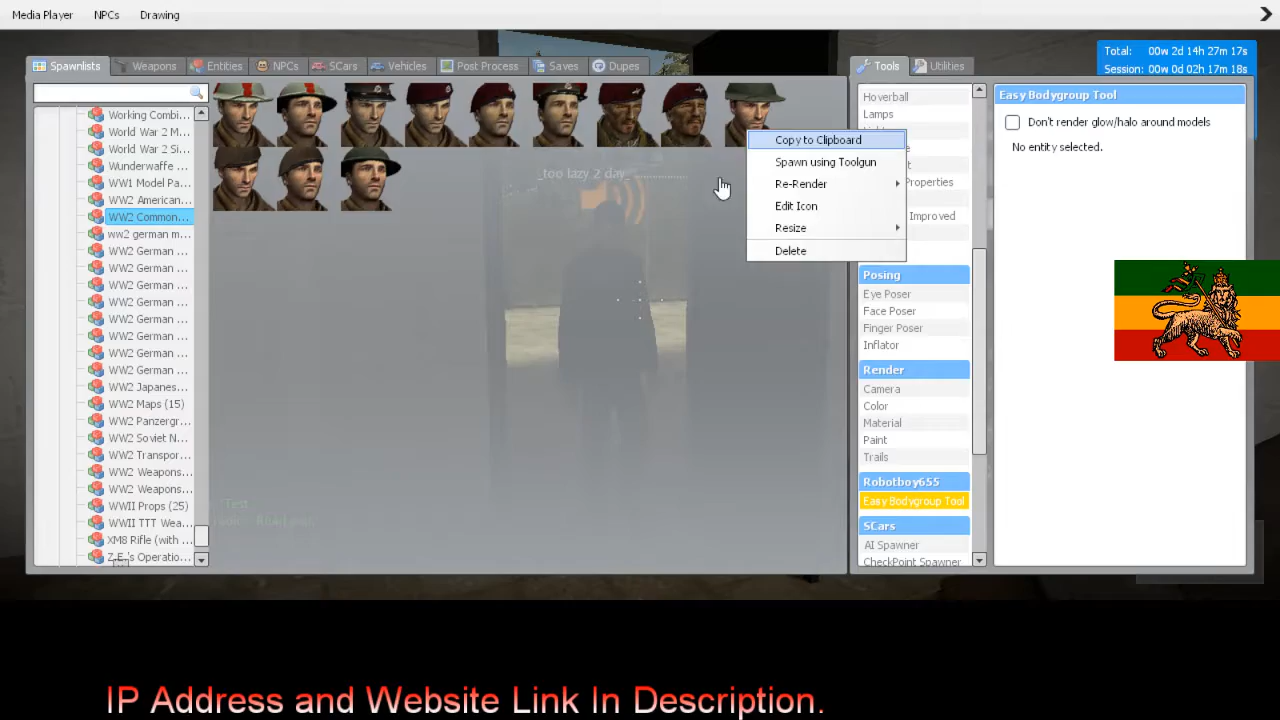 Media Player NPCs Drawing
Spawnlists Weapons Entities NPCs SCars Vehicles Post Process Saves Dupes
Tools Utilities
Total: 00w 2d 14h 27m 17s
Session: 00w 0d 02h 17m 18s
Working Combi...
World War 2 M...
World War 2 Si...
Wunderwaffe ...
WW1 Model Pa...
WW2 American...
WW2 Common...
ww2 german m...
WW2 German ...
WW2 German ...
WW2 German ...
WW2 German ...
WW2 German ...
WW2 German ...
WW2 German ...
WW2 German ...
WW2 Japanes...
WW2 Maps (15)
WW2 Panzergr...
WW2 Soviet N...
WW2 Transpor...
WW2 Weapons...
WW2 Weapons...
WWII Props (25)
WWII TTT Wea...
XM8 Rifle (with ...
Z.E.'s Operatio...
_too lazy 2 day_
Test
Copy to Clipboard
Spawn using Toolgun
Re-Render
Edit Icon
Resize
Delete
Hoverball
Lamps
Properties
Improved
Posing
Eye Poser
Face Poser
Finger Poser
Inflator
Render
Camera
Color
Material
Paint
Trails
Robotboy655
Easy Bodygroup Tool
SCars
AI Spawner
CheckPoint Spawner
Easy Bodygroup Tool
Don't render glow/halo around models
No entity selected.
IP Address and Website Link In Description.